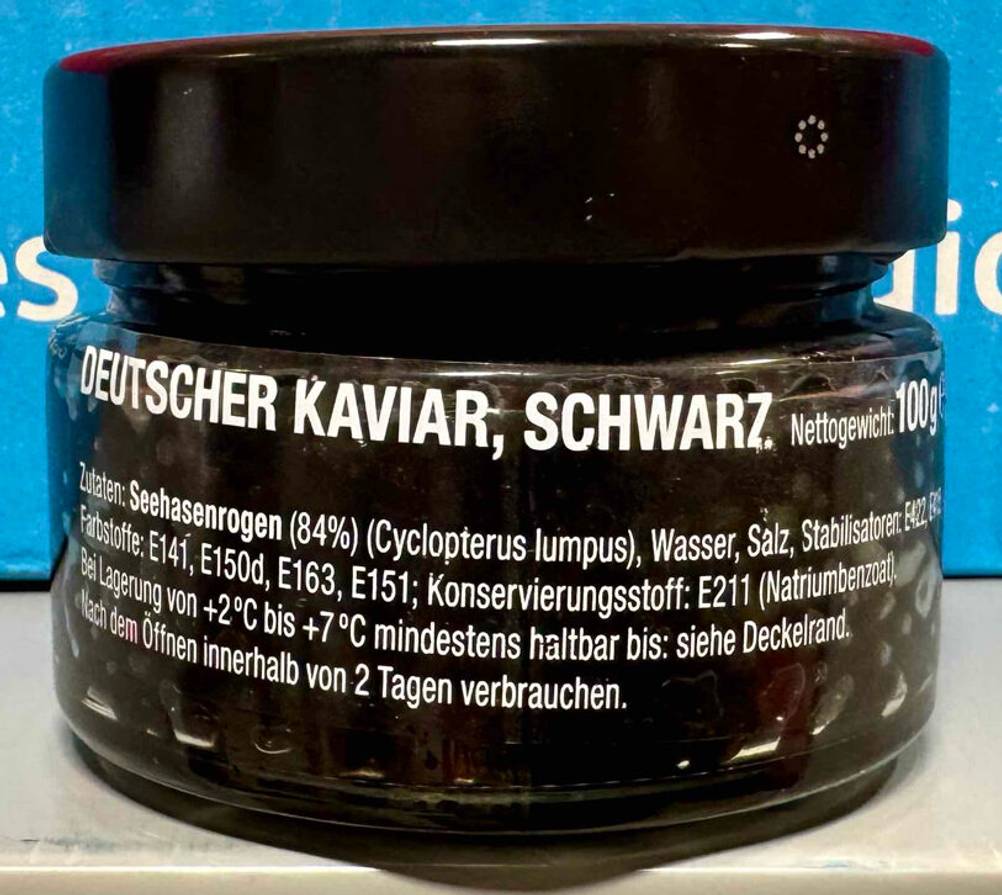 DEUTSCHER KAVIAR, SCHWARZ Nettogewicht: 100g
Zutaten: Seehasenrogen (84%) (Cyclopterus lumpus), Wasser, Salz, Stabilisatoren: E422,
Farbstoffe: E141, E150d, E163, E151; Konservierungsstoff: E211 (Natriumbenzoat).
Bei Lagerung von +2°C bis +7°C mindestens haltbar bis: siehe Deckelrand.
Nach dem Öffnen innerhalb von 2 Tagen verbrauchen.